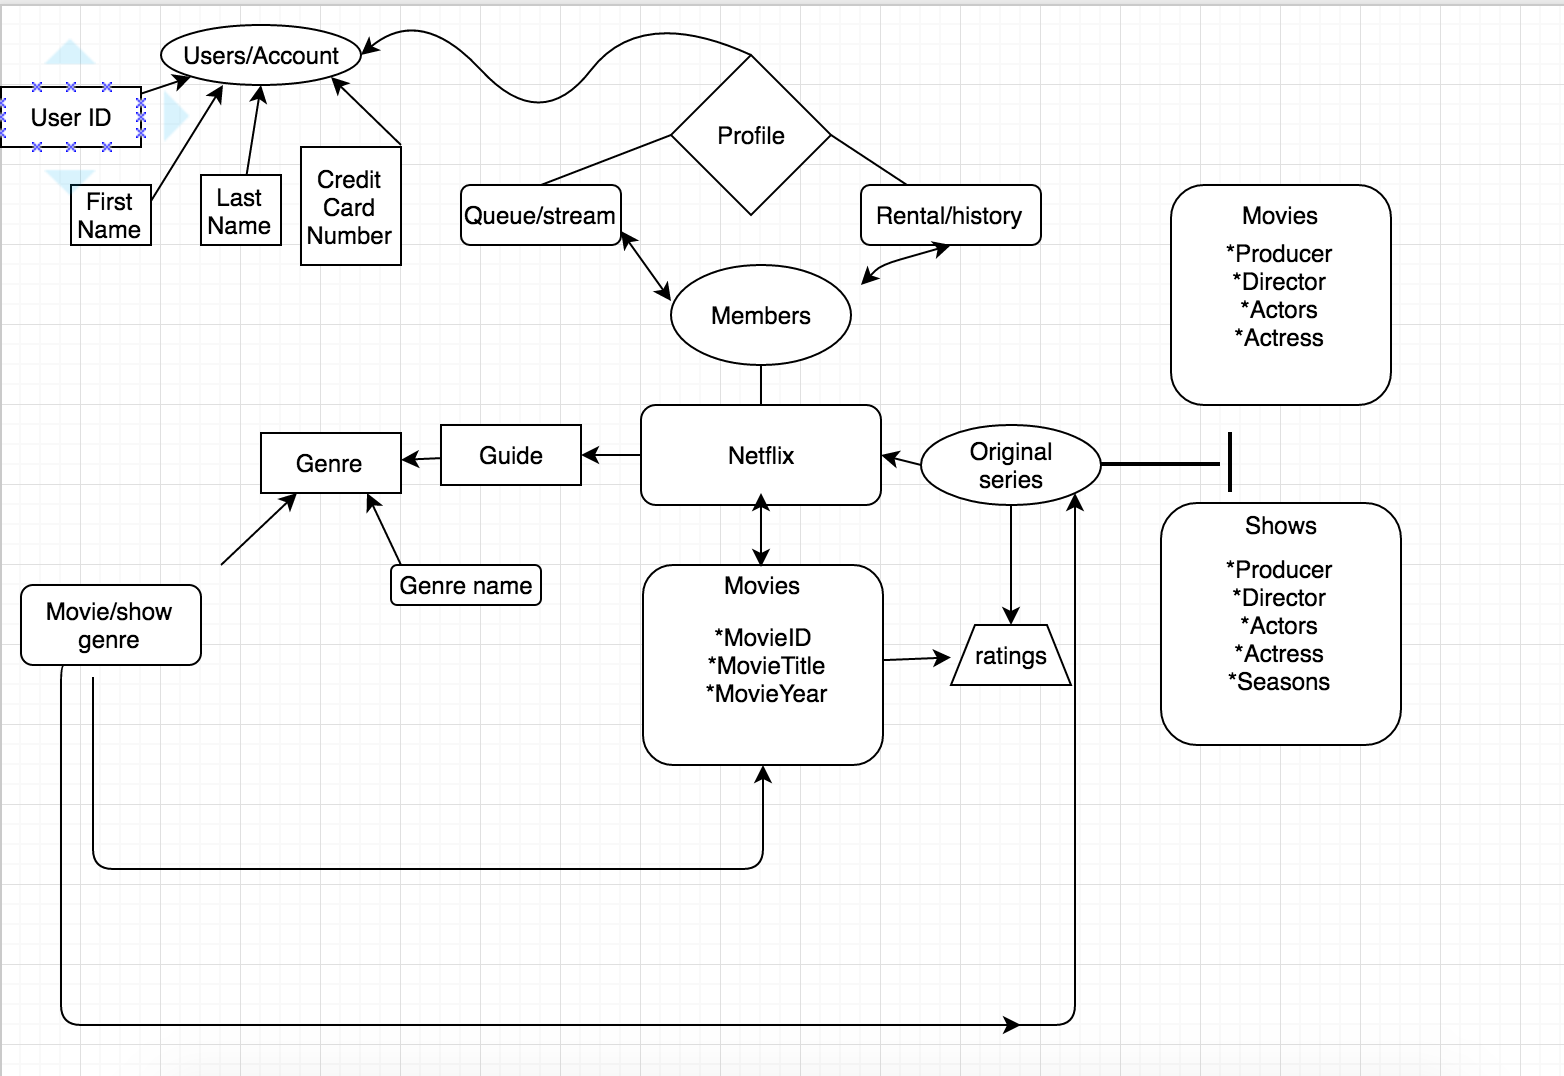 Users/Account
User ID
First
Name
Last
Name
Credit
Card
Number
Profile
Queue/stream
Rental/history
Members
Movies
*Producer
*Director
*Actors
*Actress
Genre
Guide
Netflix
Original
series
Movie/show
genre
Genre name
Movies
*MovieID
*MovieTitle
*MovieYear
ratings
Shows
*Producer
*Director
*Actors
*Actress
*Seasons